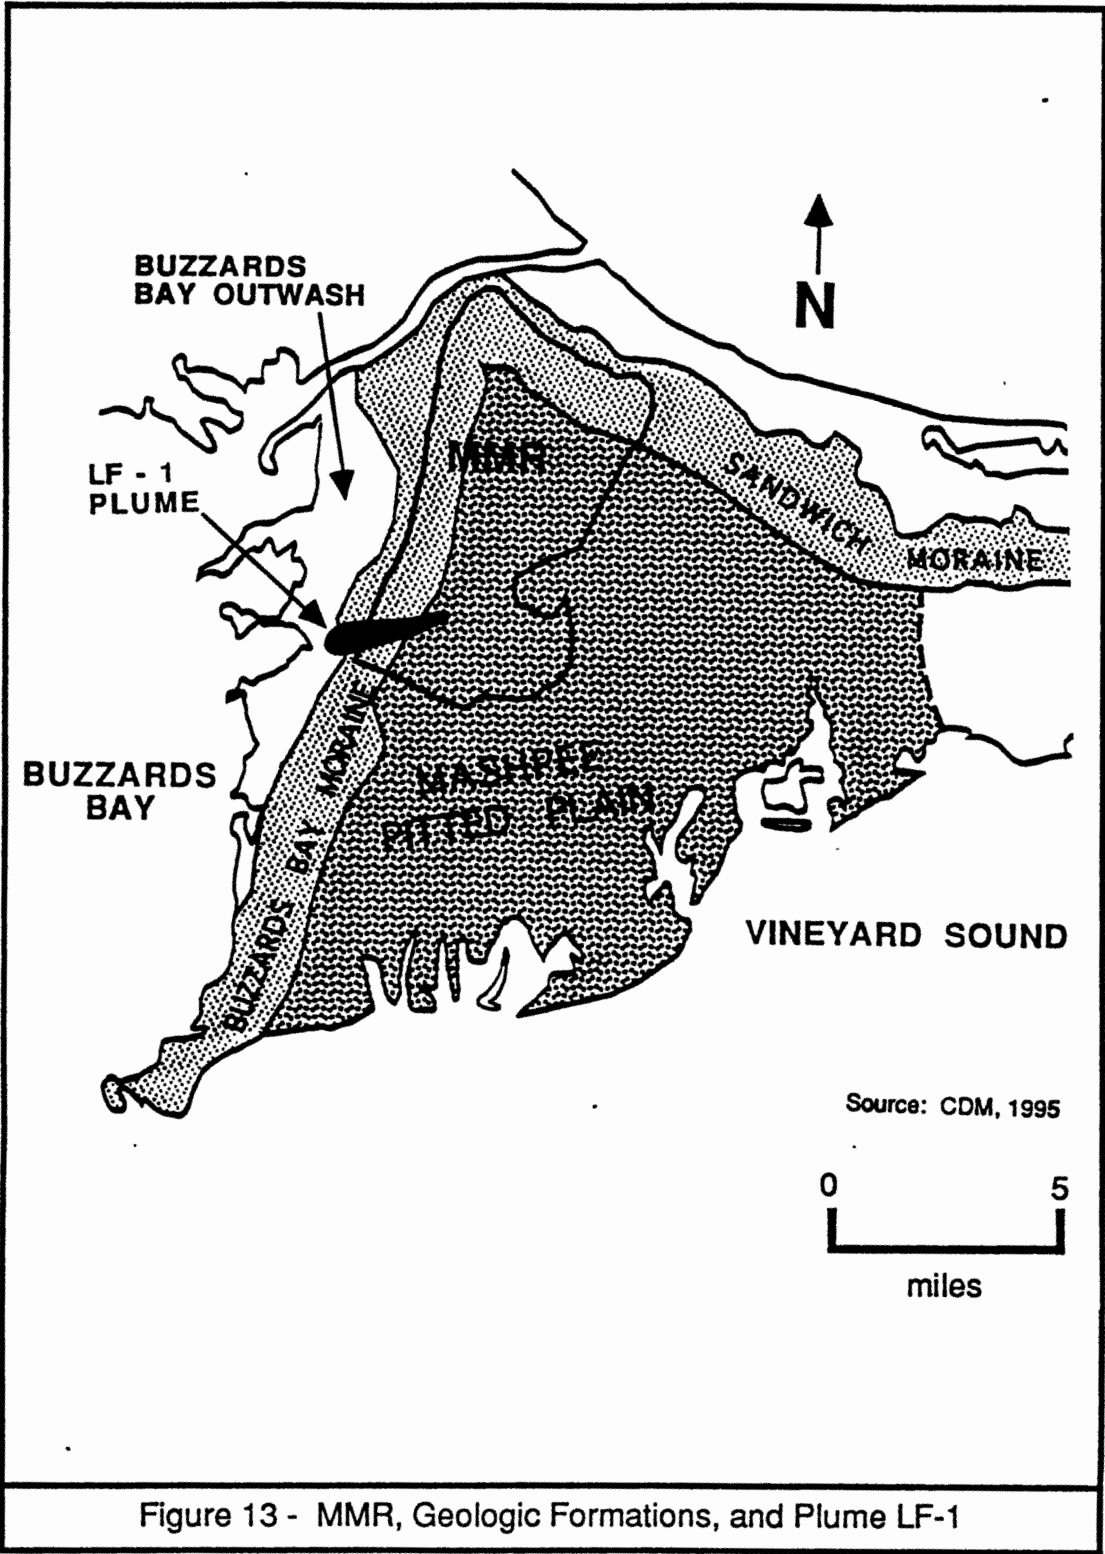 N
BUZZARDS
BAY OUTWASH
LF - 1
PLUME
MMR
SANDWICH
MORAINE
BUZZARDS BAY MORAINE
MASHPEE
PITTED PLAIN
BUZZARDS
BAY
VINEYARD SOUND
Source: CDM, 1995
0 5
miles
Figure 13 - MMR, Geologic Formations, and Plume LF-1